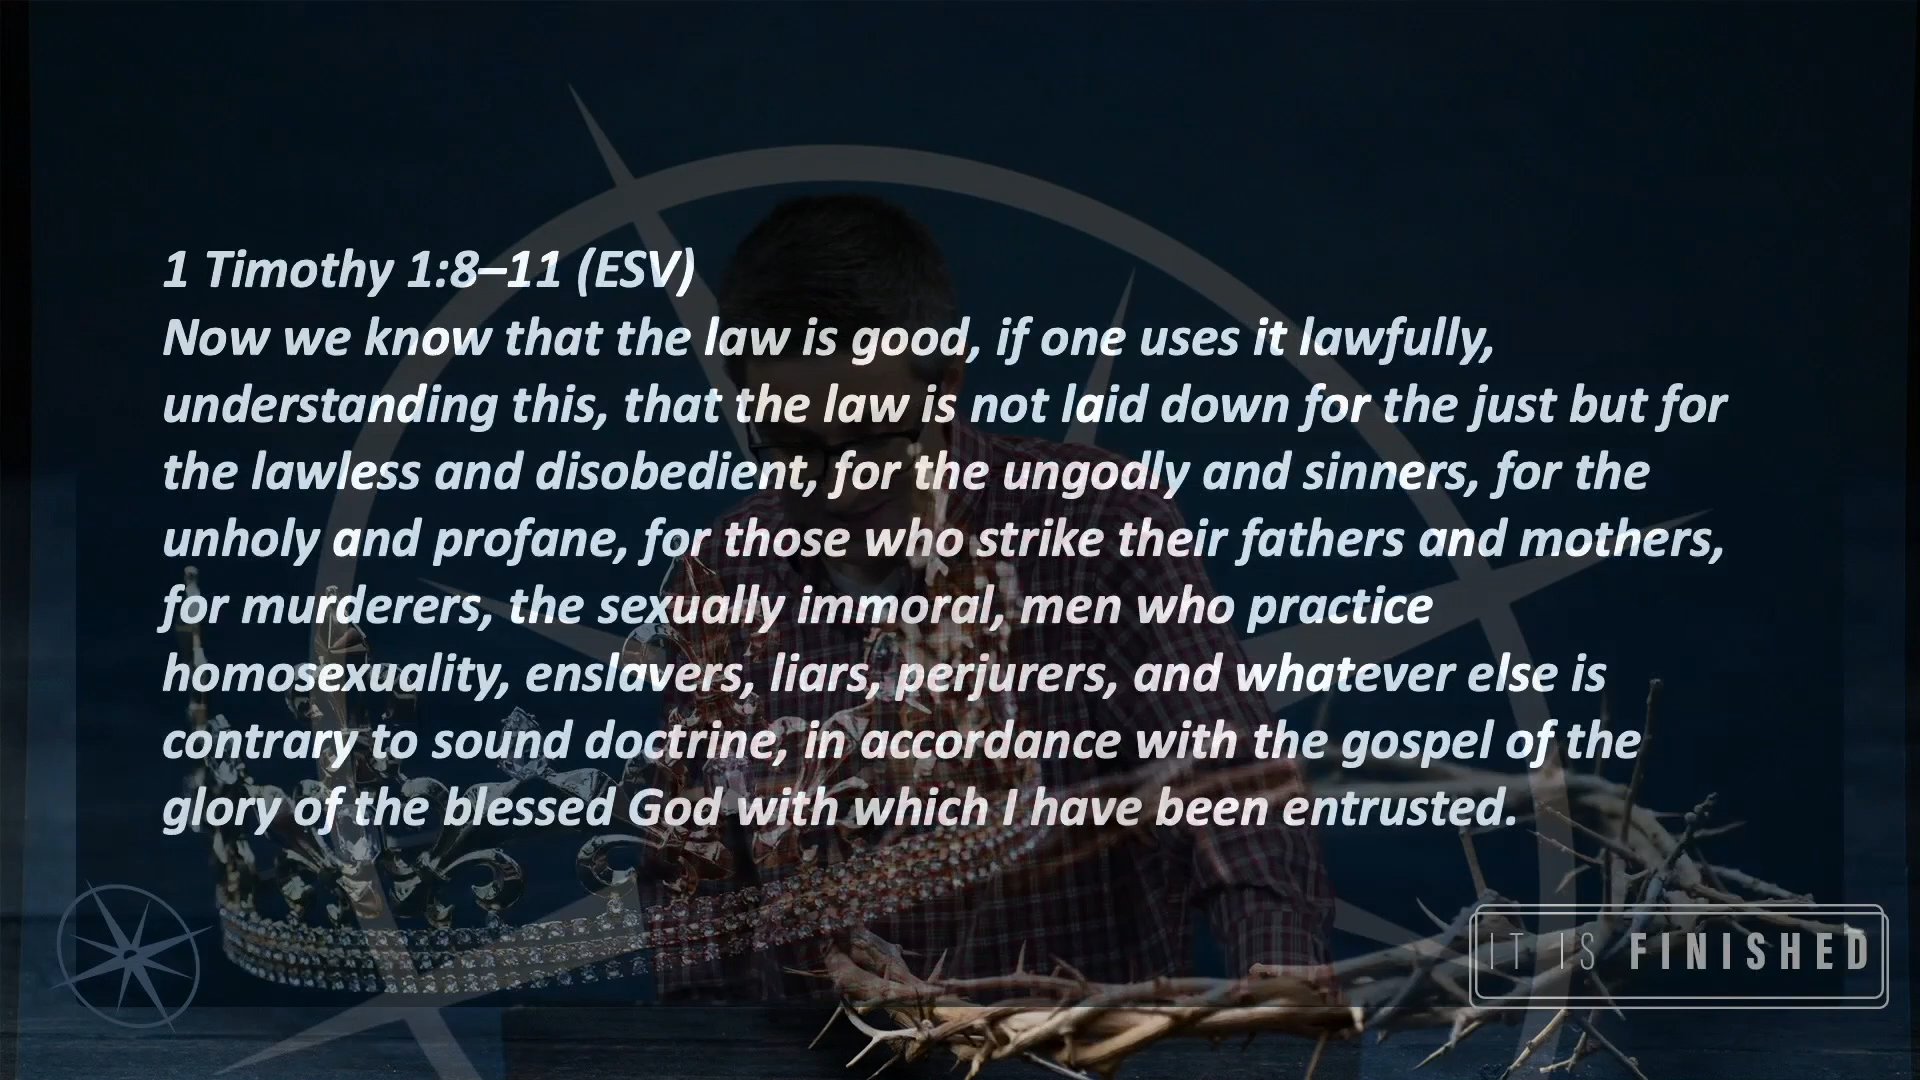 1 Timothy 1:8–11 (ESV)
Now we know that the law is good, if one uses it lawfully,
understanding this, that the law is not laid down for the just but for
the lawless and disobedient, for the ungodly and sinners, for the
unholy and profane, for those who strike their fathers and mothers,
for murderers, the sexually immoral, men who practice
homosexuality, enslavers, liars, perjurers, and whatever else is
contrary to sound doctrine, in accordance with the gospel of the
glory of the blessed God with which I have been entrusted.
IT IS FINISHED